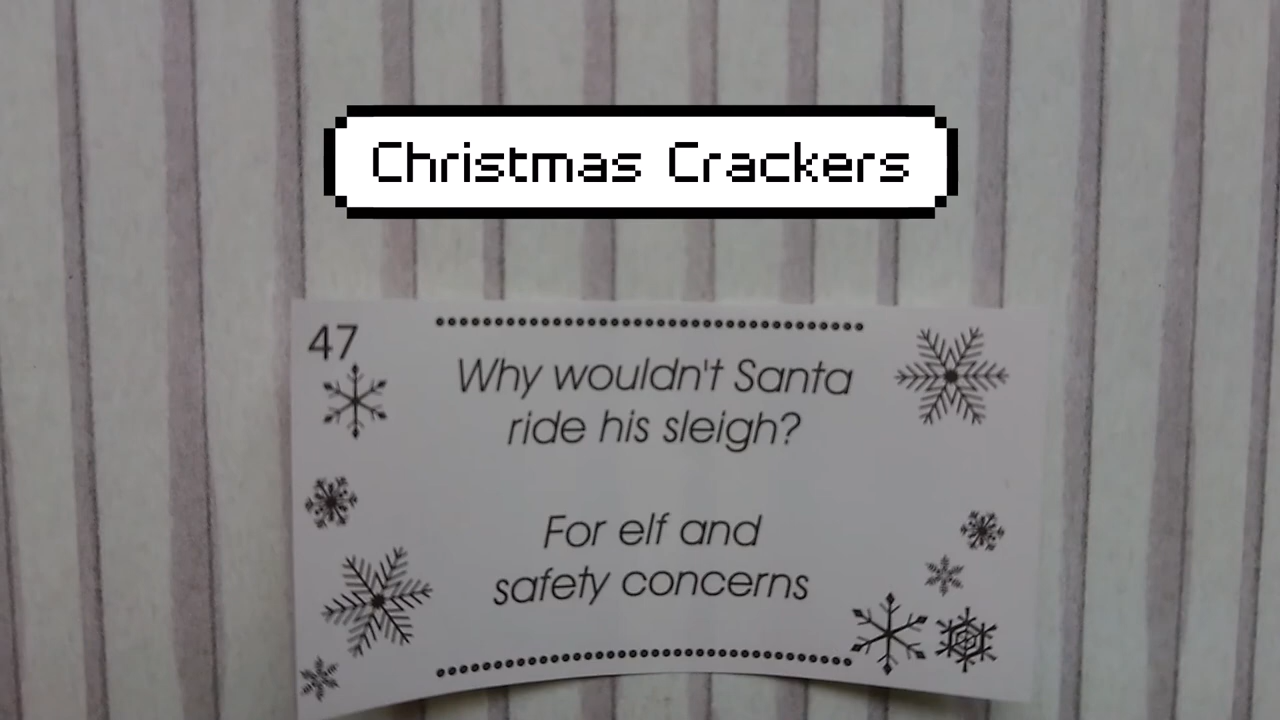 Christmas Crackers
47
Why wouldn't Santa
ride his sleigh?
For elf and
safety concerns